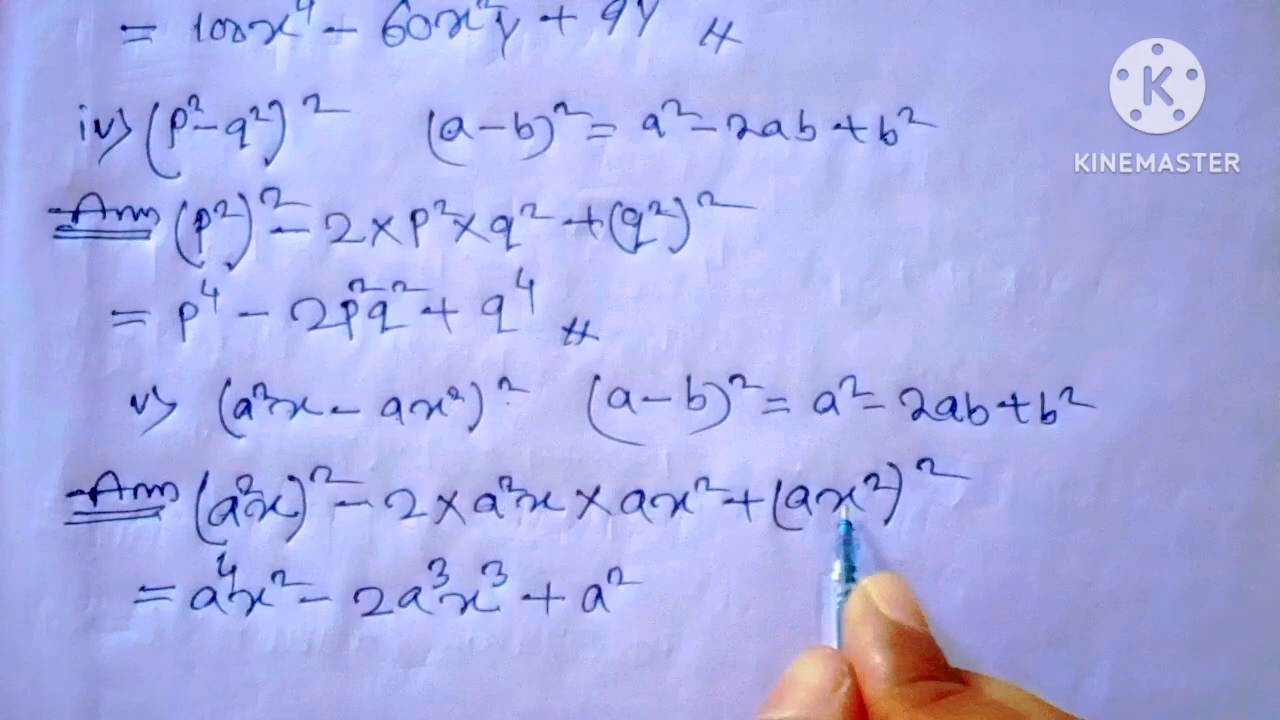 = 100x⁴ - 60x²y + 9y
iv) (p²-q²)² (a-b)² = a²-2ab+b²
Ans (p²)² - 2×p²×q² + (q²)²
= p⁴ - 2p²q² + q⁴
v) (a²x - ax²)² (a-b)² = a²-2ab+b²
Ans (a²x)² - 2×a²x×ax² + (ax²)²
= a⁴x² - 2a³x³ + a²
K
KINEMASTER